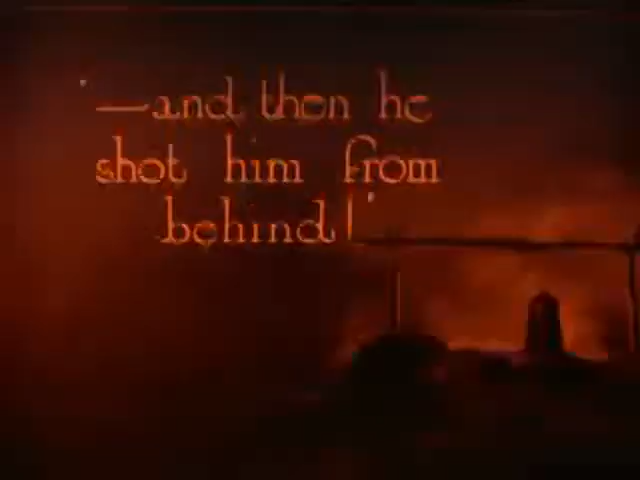 "—and then he
shot him from
behind!"